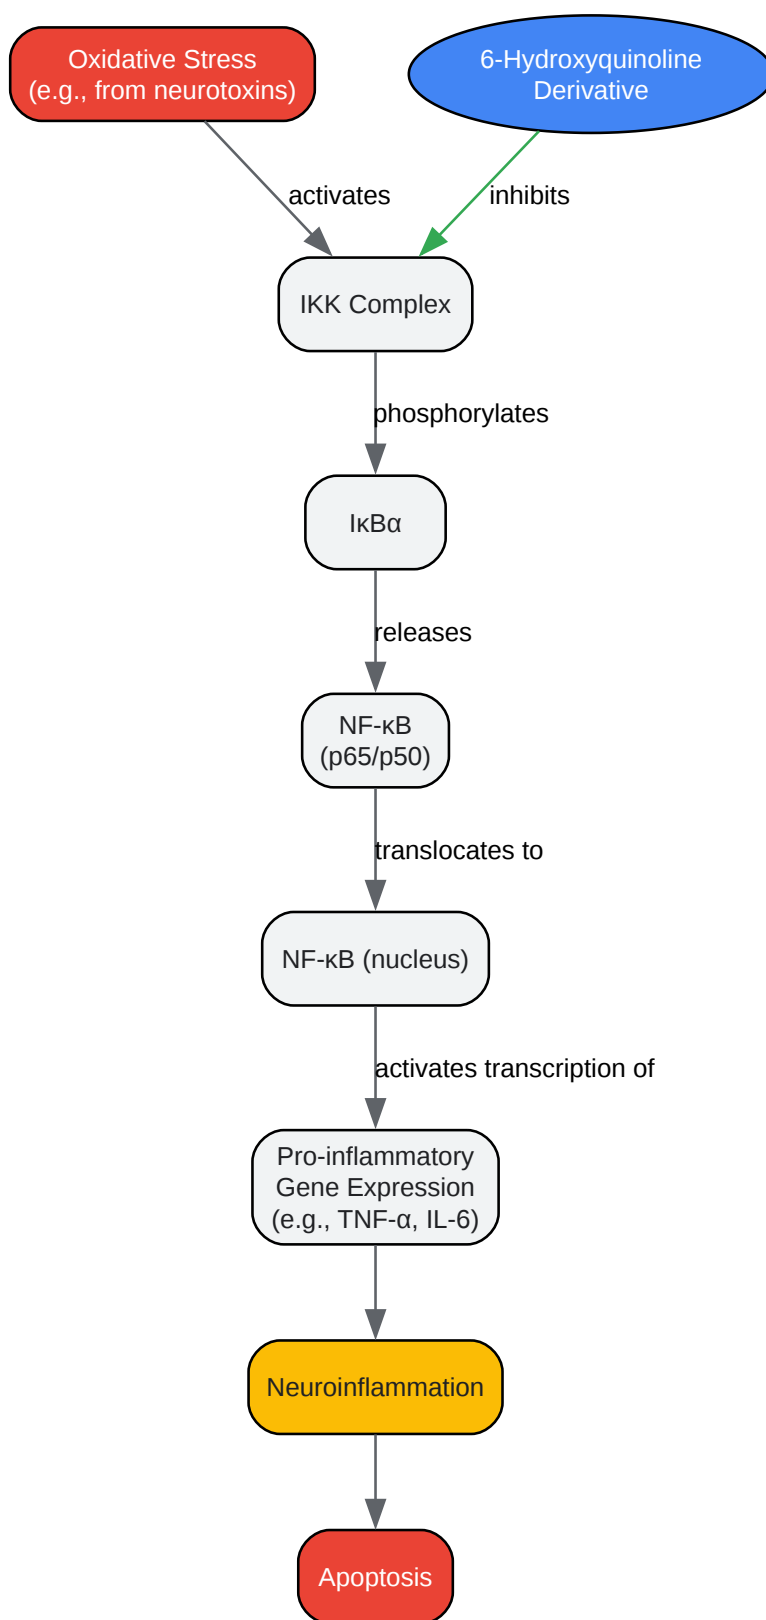 Oxidative Stress
(e.g., from neurotoxins)
6-Hydroxyquinoline
Derivative
activates
inhibits
IKK Complex
phosphorylates
IκBα
releases
NF-κB
(p65/p50)
translocates to
NF-κB (nucleus)
activates transcription of
Pro-inflammatory
Gene Expression
(e.g., TNF-α, IL-6)
Neuroinflammation
Apoptosis